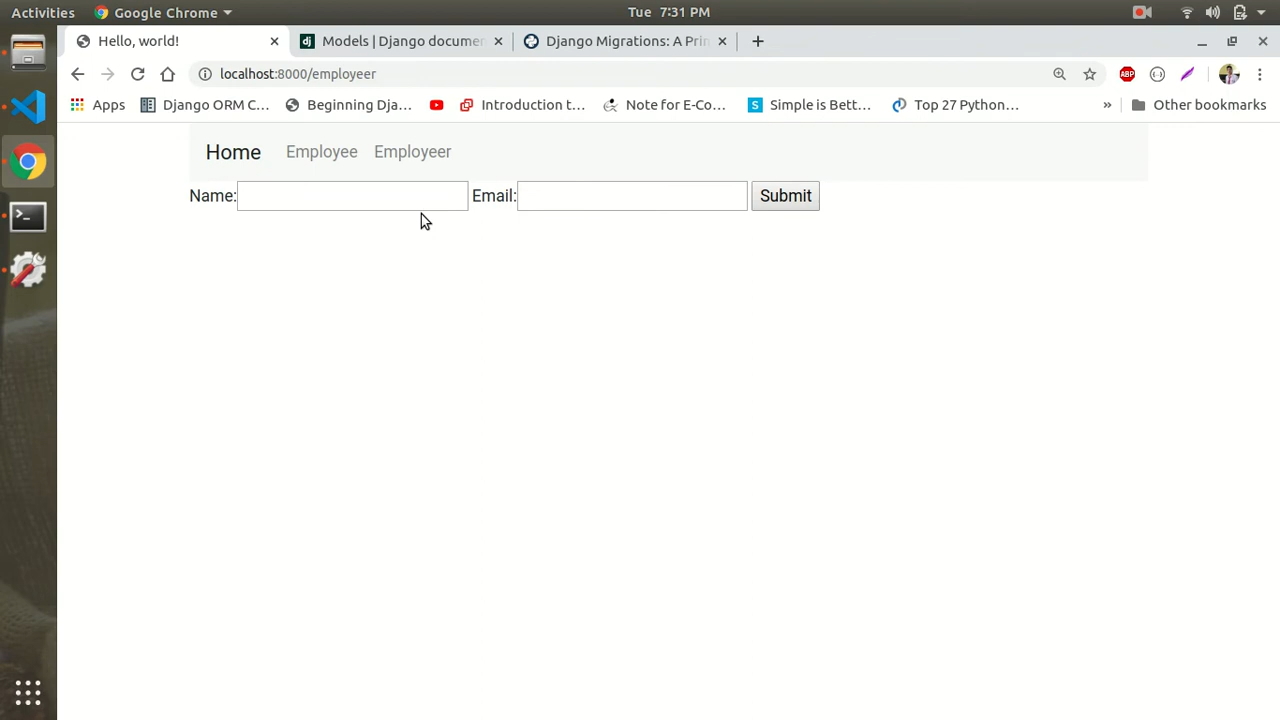 Activities Google Chrome Tue 7:31 PM
Hello, world! Models | Django documen Django Migrations: A Prin
localhost:8000/employeer ABP
Apps Django ORM C... Beginning Dja... Introduction t... Note for E-Co... S Simple is Bett... Top 27 Python... » Other bookmarks
Home Employee Employeer
Name: Email: Submit